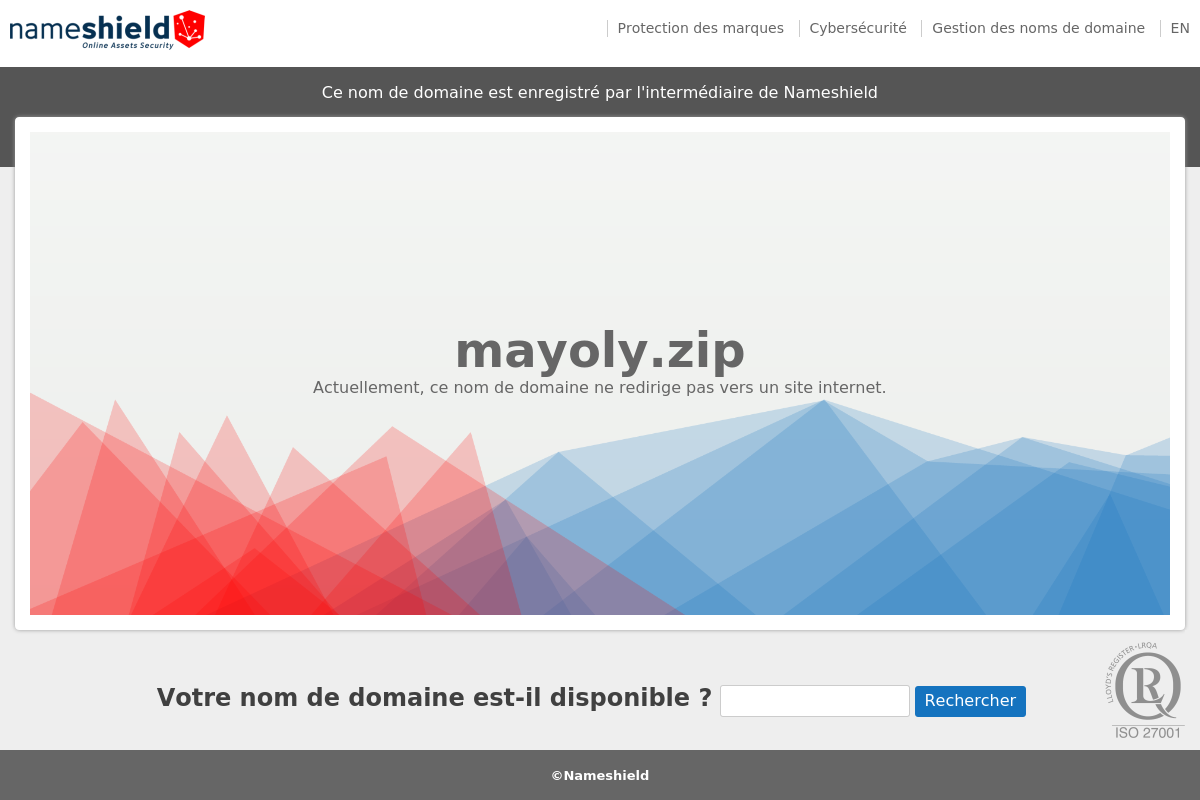 nameshield
Online Assets Security
Protection des marques
Cybersécurité
Gestion des noms de domaine
EN
Ce nom de domaine est enregistré par l'intermédiaire de Nameshield
mayoly.zip
Actuellement, ce nom de domaine ne redirige pas vers un site internet.
Votre nom de domaine est-il disponible ?
Rechercher
LLOYD'S REGISTER • LRQA
R
ISO 27001
©Nameshield